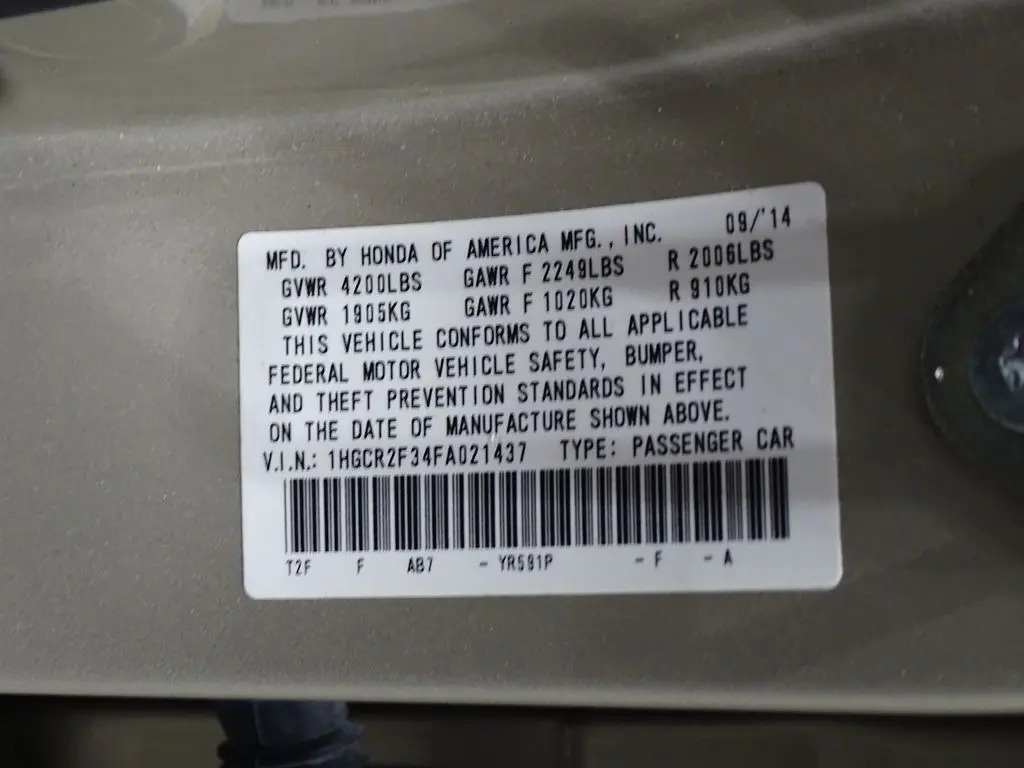 MFD. BY HONDA OF AMERICA MFG., INC. 09/'14
GVWR 4200LBS GAWR F 2249LBS R 2006LBS
GVWR 1905KG GAWR F 1020KG R 910KG
THIS VEHICLE CONFORMS TO ALL APPLICABLE
FEDERAL MOTOR VEHICLE SAFETY, BUMPER,
AND THEFT PREVENTION STANDARDS IN EFFECT
ON THE DATE OF MANUFACTURE SHOWN ABOVE.
V.I.N.: 1HGCR2F34FA021437 TYPE: PASSENGER CAR
T2F F AB7 - YR591P - F - A